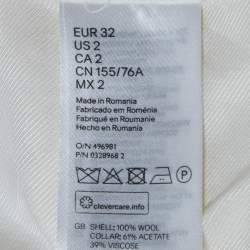 EUR 32
US 2
CA 2
CN 155/76A
MX 2
Made in Romania
Fabricado em Roménia
Fabriqué en Roumanie
Hecho en Rumania
O/N 496981
P/N 0328968 2
P
clevercare.info
GB SHELL: 100% WOOL
COLLAR: 61% ACETATE
39% VISCOSE